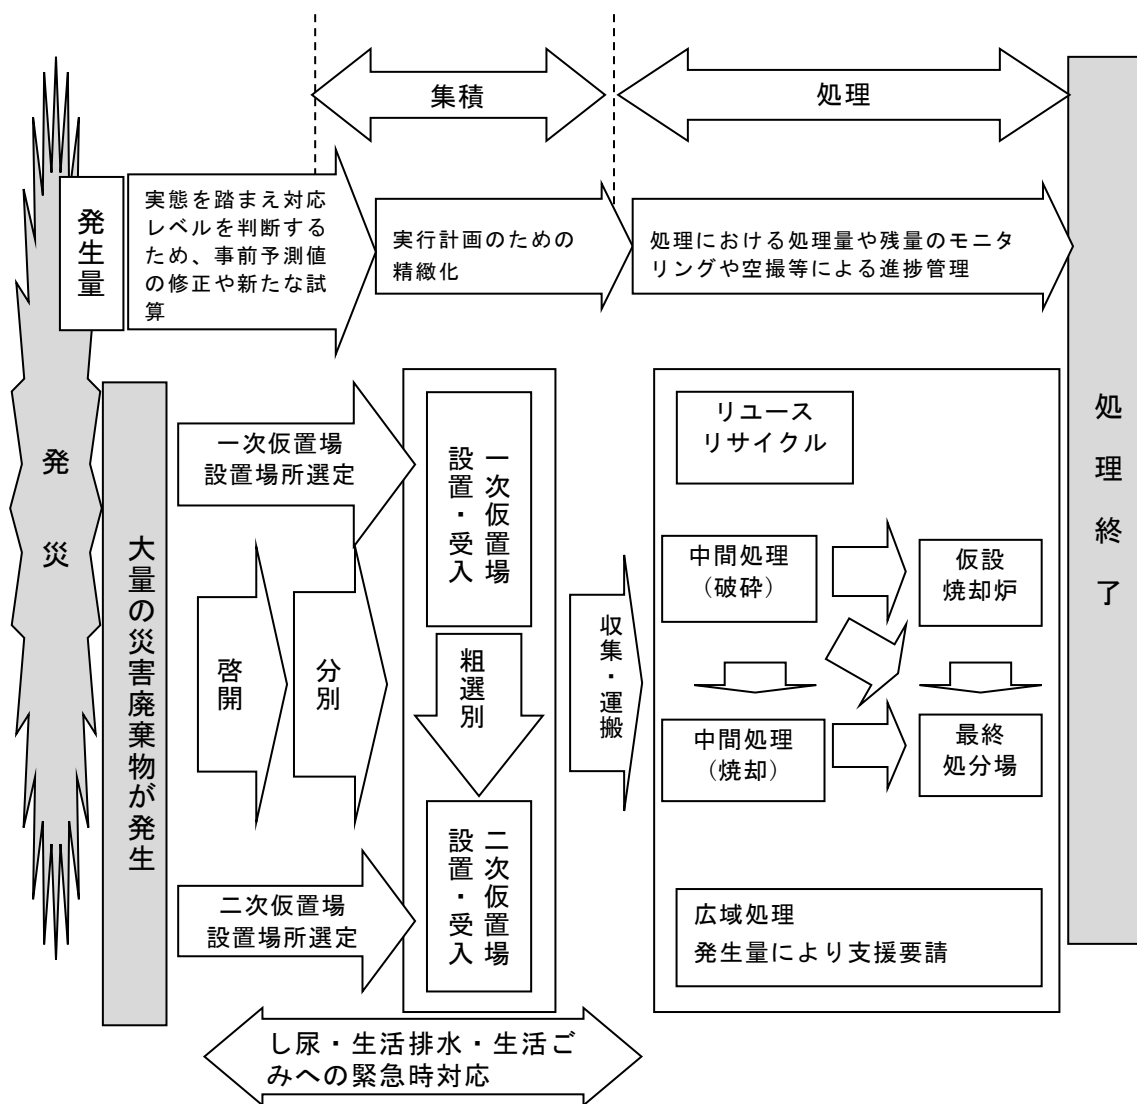 集積
処理
発生量
実態を踏まえ対応
レベルを判断する
ため、事前予測値
の修正や新たな試
算
実行計画のための
精緻化
処理における処理量や残量のモニタ
リングや空撮等による進捗管理
発災
大量の災害廃棄物が発生
一次仮置場
設置場所選定
啓開
分別
二次仮置場
設置場所選定
一次仮置場
設置・受入
粗選別
二次仮置場
設置・受入
収集・運搬
リユース
リサイクル
中間処理
(破砕)
仮設
焼却炉
中間処理
(焼却)
最終
処分場
広域処理
発生量により支援要請
処理終了
し尿・生活排水・生活ご
みへの緊急時対応